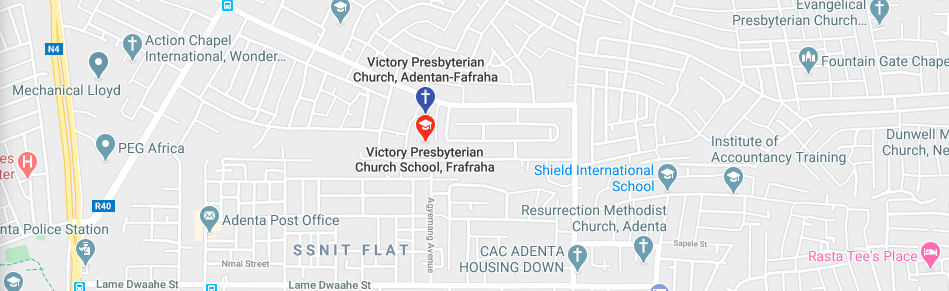 Evangelical
Presbyterian
Church...
N4
Action Chapel
International, Wonder...
Victory Presbyterian
Church, Adentan-Fafraha
Mechanical Lloyd
Fountain Gate Chape
PEG Africa
Victory Presbyterian
Church School, Frafraha
Institute of
Accountancy Training
Dunwell M
Church, Ne
es
H
ter
Shield International
School
R40
Adenta Post Office
Agyemang Avenue
Resurrection Methodist
Church, Adenta
nta Police Station
SSNIT FLAT
CAC ADENTA
HOUSING DOWN
Sapele St
Nmai Street
Rasta Tee's Place
Lame Dwaahe St
Lame Dwaahe St